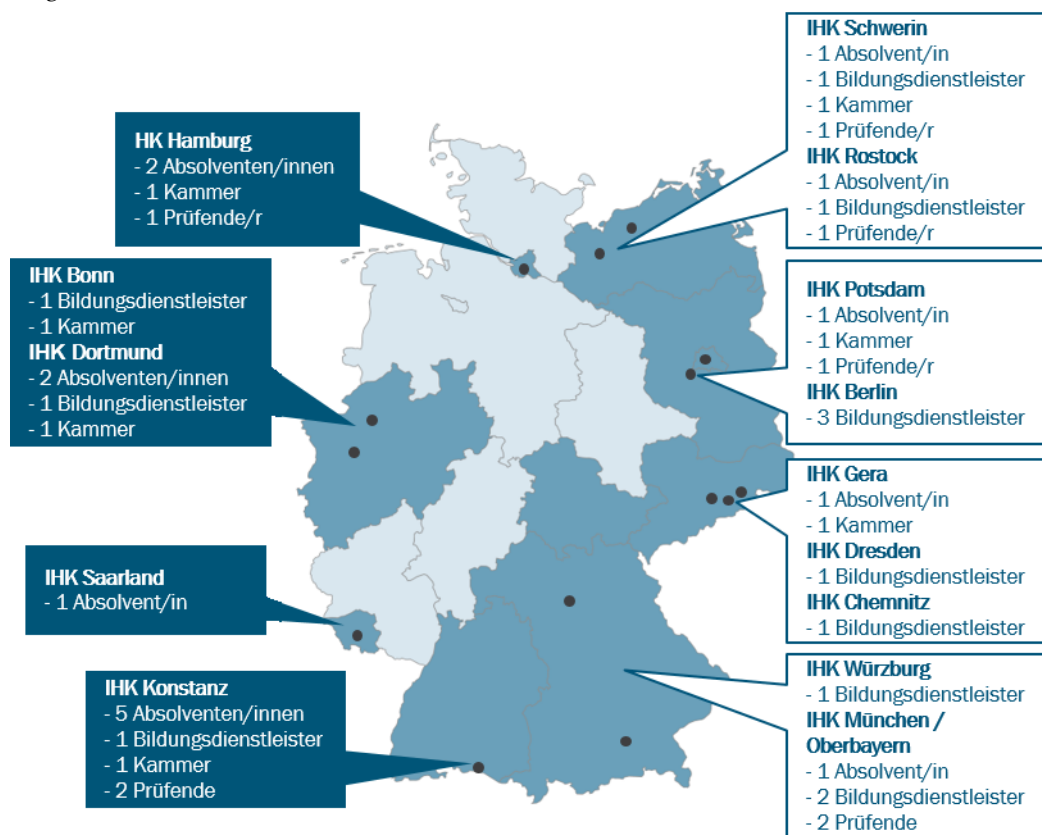 HK Hamburg
- 2 Absolventen/innen
- 1 Kammer
- 1 Prüfende/r
IHK Bonn
- 1 Bildungsdienstleister
- 1 Kammer
IHK Dortmund
- 2 Absolventen/innen
- 1 Bildungsdienstleister
- 1 Kammer
IHK Saarland
- 1 Absolvent/in
IHK Konstanz
- 5 Absolventen/innen
- 1 Bildungsdienstleister
- 1 Kammer
- 2 Prüfende
IHK Schwerin
- 1 Absolvent/in
- 1 Bildungsdienstleister
- 1 Kammer
- 1 Prüfende/r
IHK Rostock
- 1 Absolvent/in
- 1 Bildungsdienstleister
- 1 Prüfende/r
IHK Potsdam
- 1 Absolvent/in
- 1 Kammer
- 1 Prüfende/r
IHK Berlin
- 3 Bildungsdienstleister
IHK Gera
- 1 Absolvent/in
- 1 Kammer
IHK Dresden
- 1 Bildungsdienstleister
IHK Chemnitz
- 1 Bildungsdienstleister
IHK Würzburg
- 1 Bildungsdienstleister
IHK München /
Oberbayern
- 1 Absolvent/in
- 2 Bildungsdienstleister
- 2 Prüfende